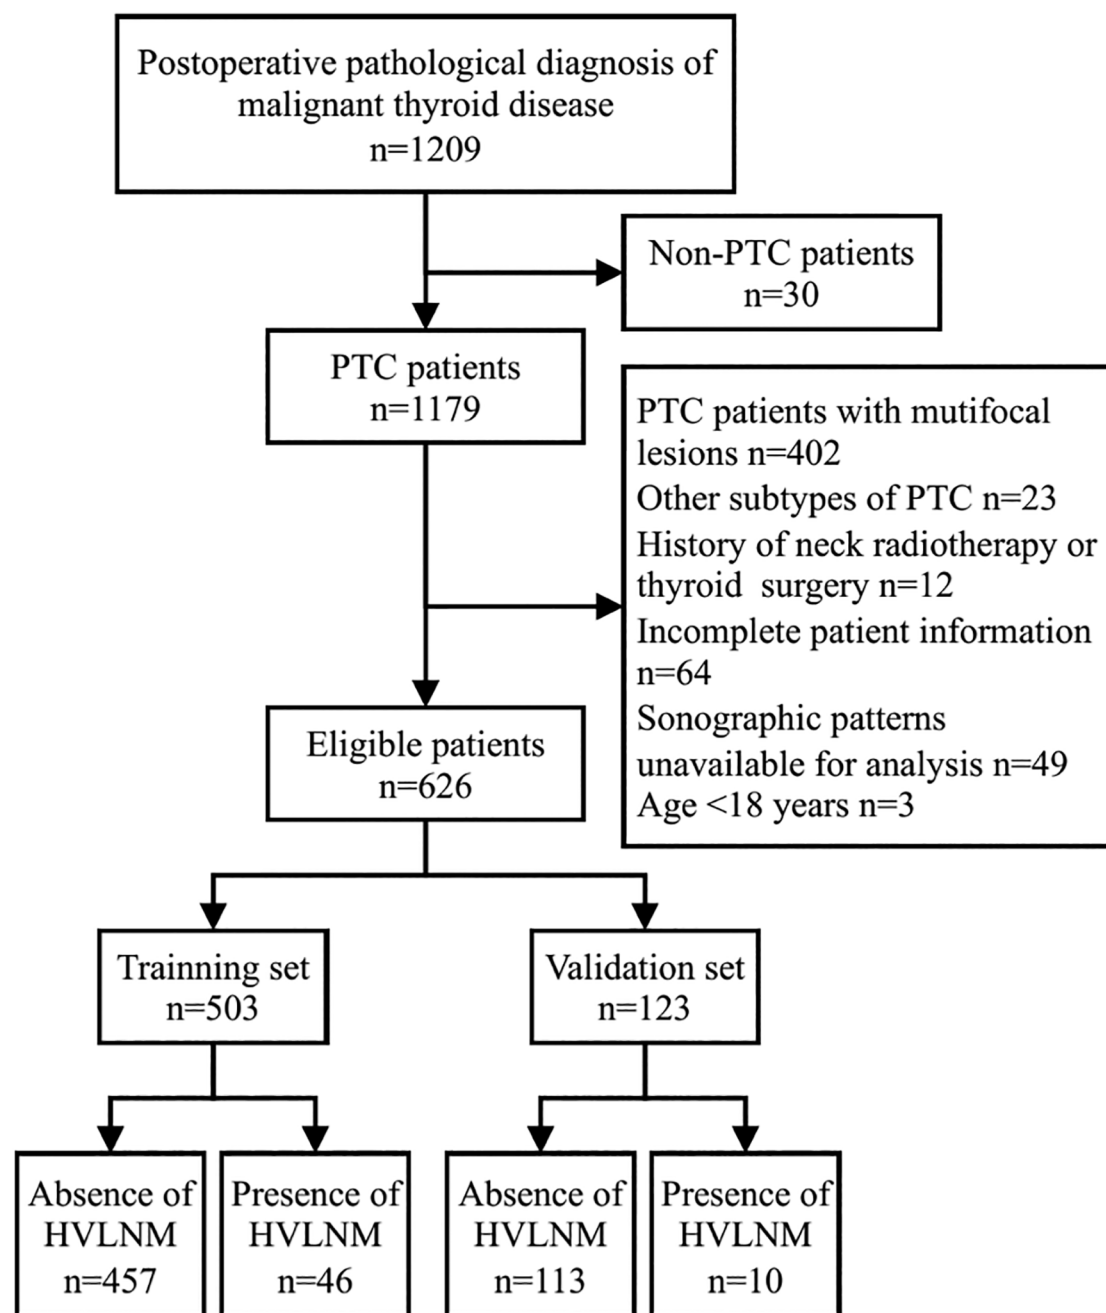 Postoperative pathological diagnosis of
malignant thyroid disease
n=1209
Non-PTC patients
n=30
PTC patients
n=1179
PTC patients with mutifocal
lesions n=402
Other subtypes of PTC n=23
History of neck radiotherapy or
thyroid surgery n=12
Incomplete patient information
n=64
Sonographic patterns
unavailable for analysis n=49
Age <18 years n=3
Eligible patients
n=626
Trainning set
n=503
Validation set
n=123
Absence of
HVLNM
n=457
Presence of
HVLNM
n=46
Absence of
HVLNM
n=113
Presence of
HVLNM
n=10